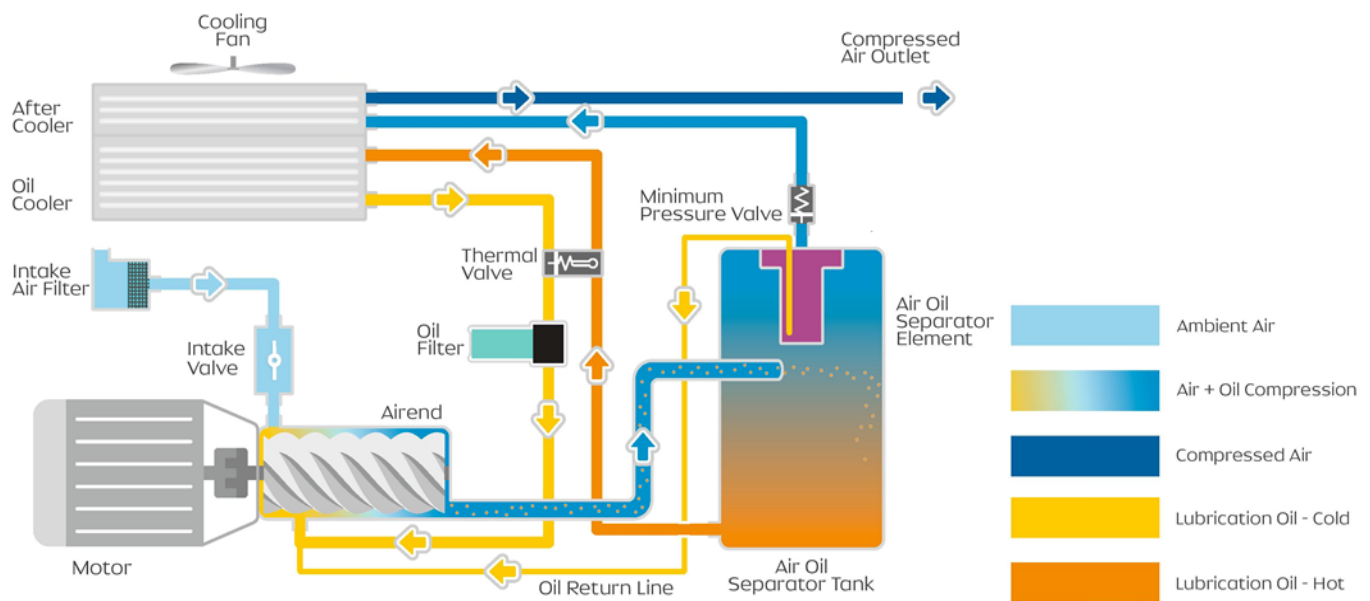 Cooling
Fan
Compressed
Air Outlet
After
Cooler
Oil
Cooler
Minimum
Pressure Valve
Intake
Air Filter
Thermal
Valve
Air Oil
Separator
Element
Ambient Air
Intake
Valve
Oil
Filter
Air + Oil Compression
Airend
Compressed Air
Lubrication Oil - Cold
Motor
Oil Return Line
Air Oil
Separator Tank
Lubrication Oil - Hot